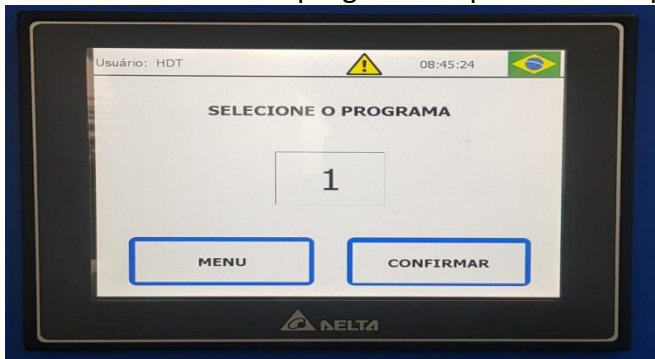 Usuário: HDT 08:45:24
SELECIONE O PROGRAMA
1
MENU CONFIRMAR
DELTA